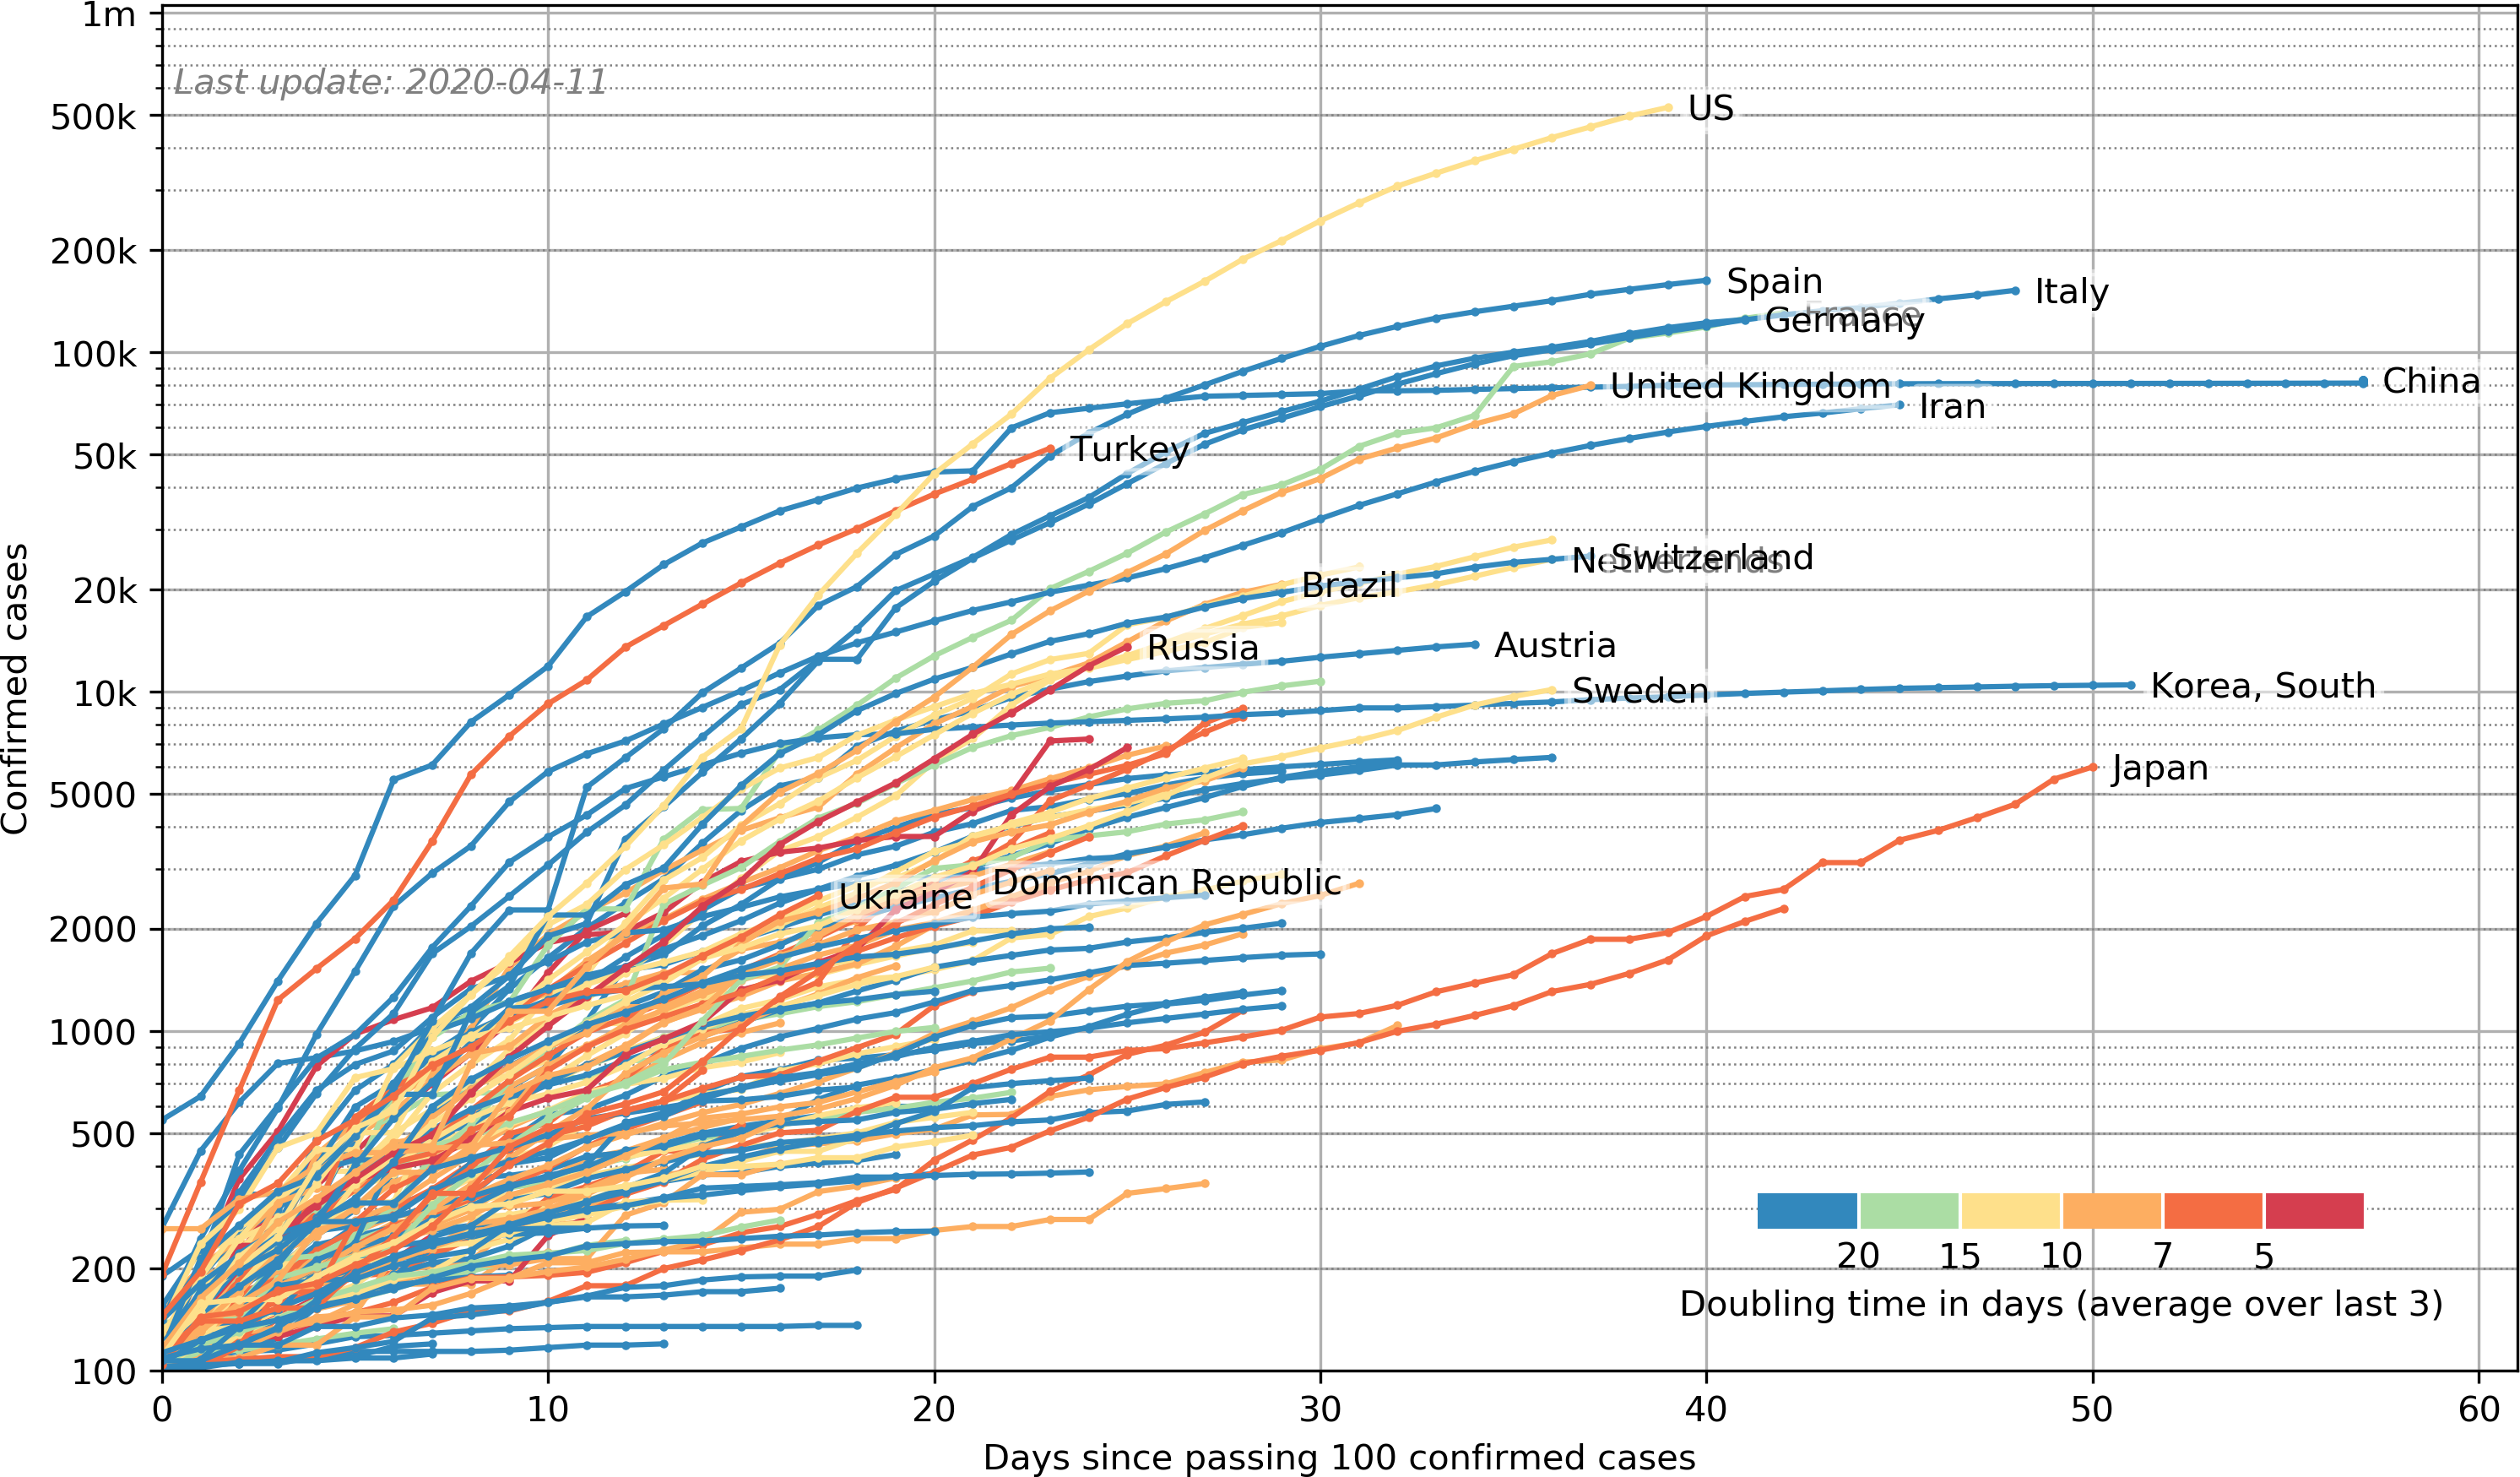 1m
Last update: 2020-04-11
500k
US
200k
Spain
Italy
France
Germany
100k
United Kingdom
China
Iran
50k
Turkey
Switzerland
Netherlands
20k
Brazil
Russia
Austria
10k
Sweden
Korea, South
Japan
5000
Dominican Republic
Ukraine
2000
1000
500
200
100
Confirmed cases
20 15 10 7 5
Doubling time in days (average over last 3)
0 10 20 30 40 50 60
Days since passing 100 confirmed cases